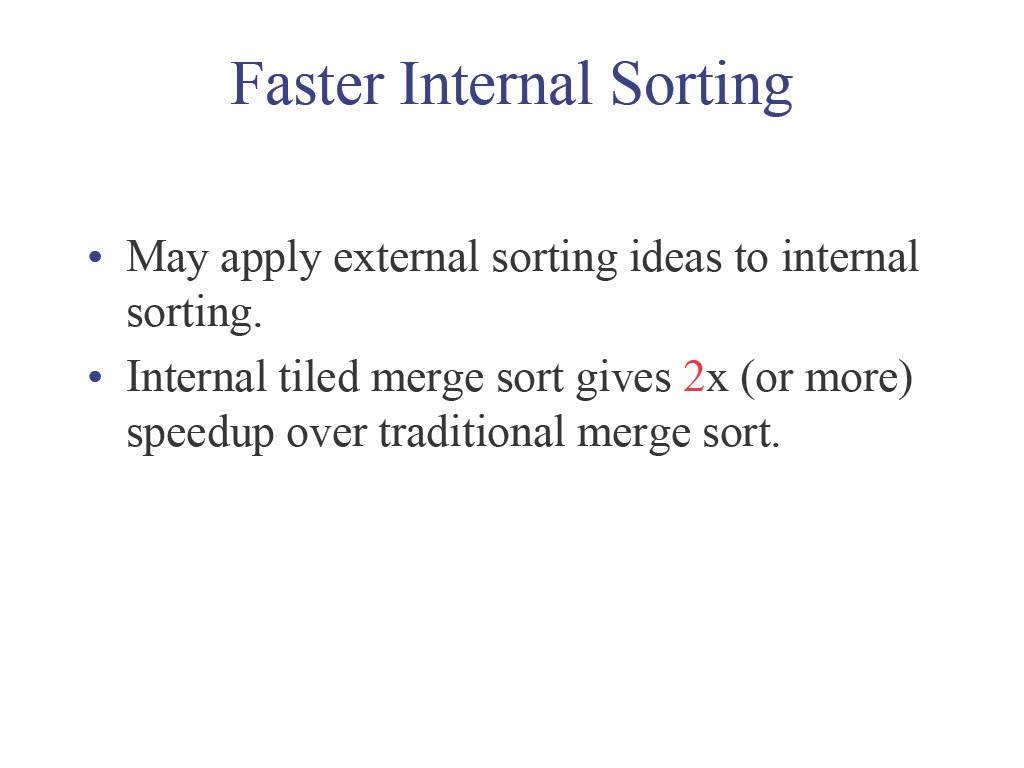 Faster Internal Sorting
• May apply external sorting ideas to internal
sorting.
• Internal tiled merge sort gives 2x (or more)
speedup over traditional merge sort.